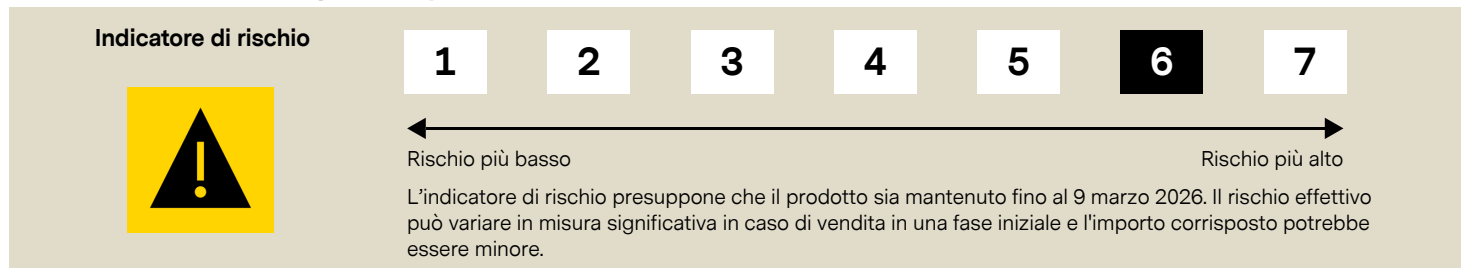 Indicatore di rischio
1 2 3 4 5 6 7
Rischio più basso Rischio più alto
L'indicatore di rischio presuppone che il prodotto sia mantenuto fino al 9 marzo 2026. Il rischio effettivo
può variare in misura significativa in caso di vendita in una fase iniziale e l'importo corrisposto potrebbe
essere minore.